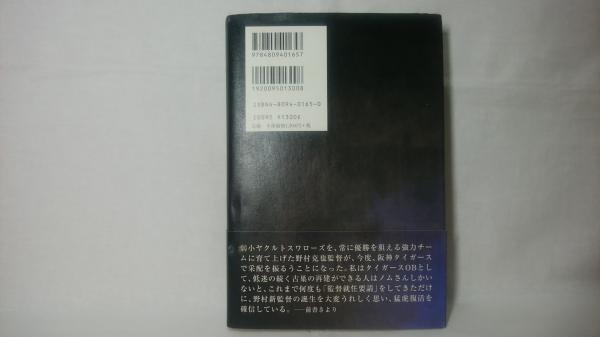 9784809401657
1920095013008
ISBN4-8094-0165-0
C0095 ¥1300E
定価 本体価格1,300円+税
弱小ヤクルトスワローズを、常に優勝を狙える強力チー
ムに育て上げた野村克也監督が、今度、阪神タイガース
で采配を振るうことになった。私はタイガースOBとし
て、低迷の続く古巣の再建ができるのはノムさんしかい
ないと、これまで何度も「監督就任要請」をしてきただけ
に、野村新監督の誕生を大変うれしく思い、猛虎復活を
確信している。——前書きより